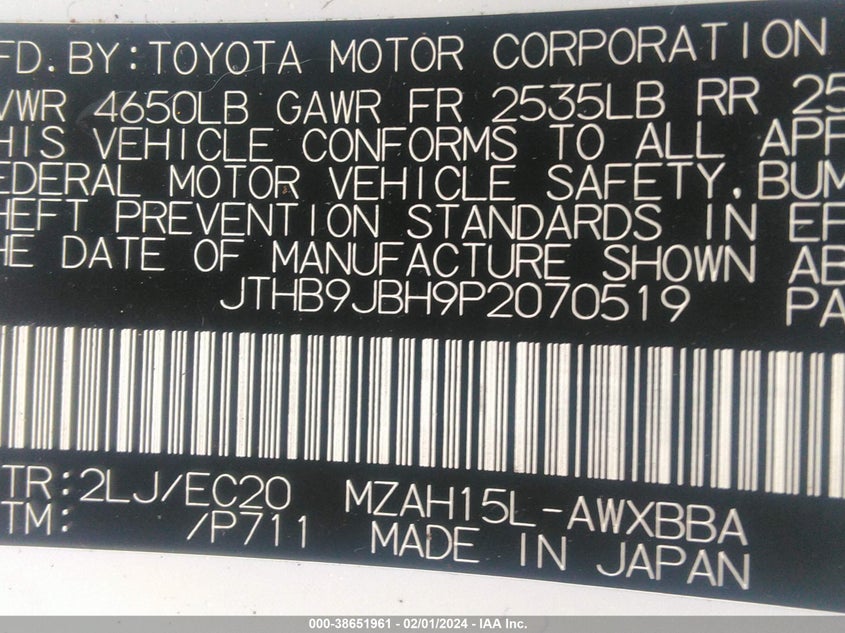 FD. BY: TOYOTA MOTOR CORPORATION
VWR 4650LB GAWR FR 2535LB RR 25
HIS VEHICLE CONFORMS TO ALL APP
EDERAL MOTOR VEHICLE SAFETY, BUM
HEFT PREVENTION STANDARDS IN EF
HE DATE OF MANUFACTURE SHOWN AB
JTHB9JBH9P2070519 PA
TR: 2LJ/EC20 MZAH15L-AWXBBA
TM: /P711 MADE IN JAPAN
000-38651961 - 02/01/2024 - IAA Inc.